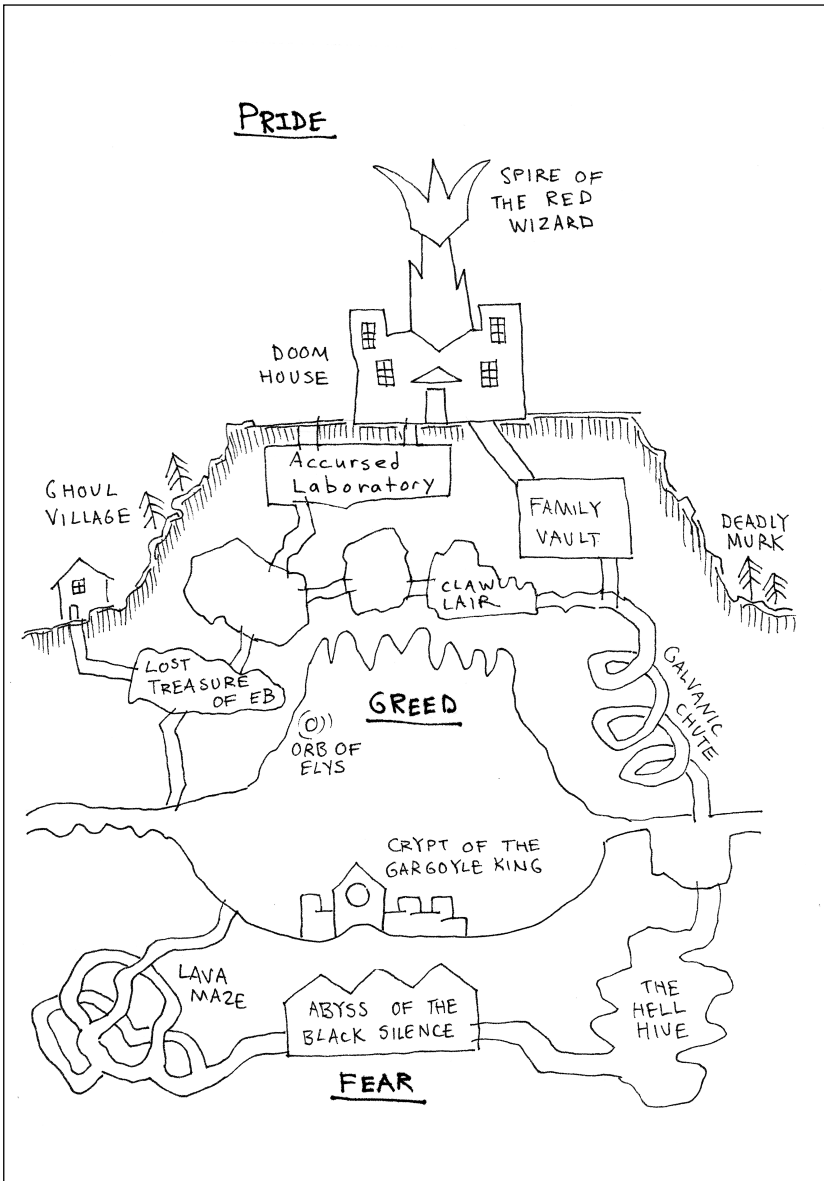 PRIDE
SPIRE OF
THE RED
WIZARD
DOOM
HOUSE
Accursed
Laboratory
GHOUL
VILLAGE
FAMILY
VAULT
DEADLY
MURK
CLAW
LAIR
LOST
TREASURE
OF EB
GREED
GALVANIC
CHUTE
ORB OF
ELYS
CRYPT OF THE
GARGOYLE KING
LAVA
MAZE
ABYSS OF THE
BLACK SILENCE
THE
HELL
HIVE
FEAR